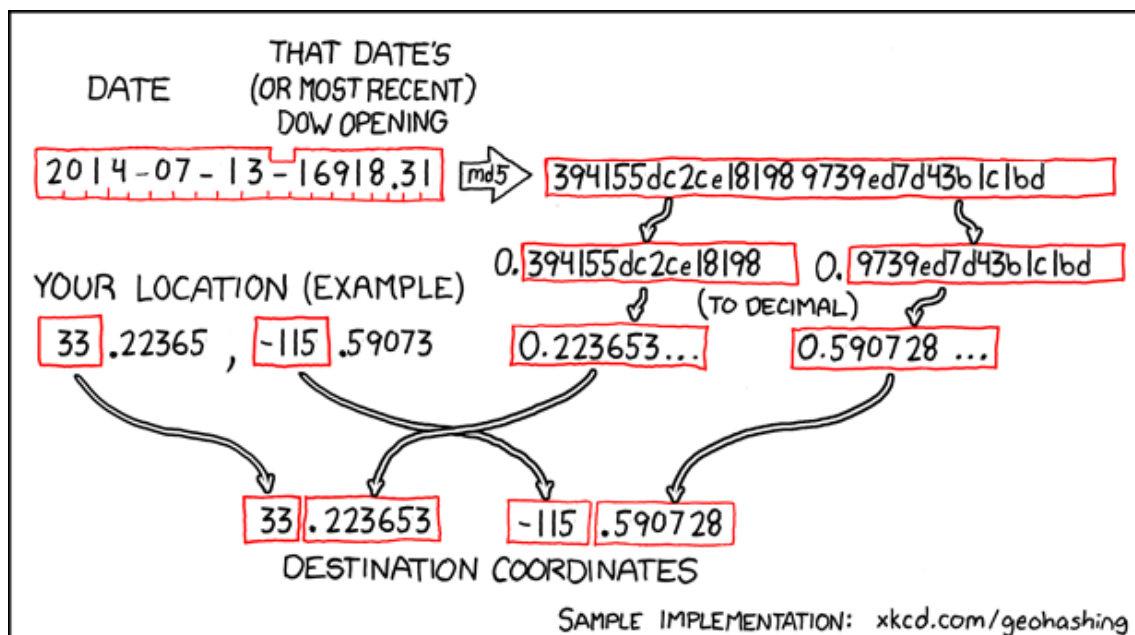 DATE
THAT DATE'S
(OR MOST RECENT)
DOW OPENING
2014-07-13-16918.31
md5
394155dc2ce181989739ed7d43b1c1bd
0.394155dc2ce18198
0.9739ed7d43b1c1bd
YOUR LOCATION (EXAMPLE)
(TO DECIMAL)
33.22365, -115.59073
0.223653...
0.590728 ...
33.223653
-115.590728
DESTINATION COORDINATES
SAMPLE IMPLEMENTATION: xkcd.com/geohashing